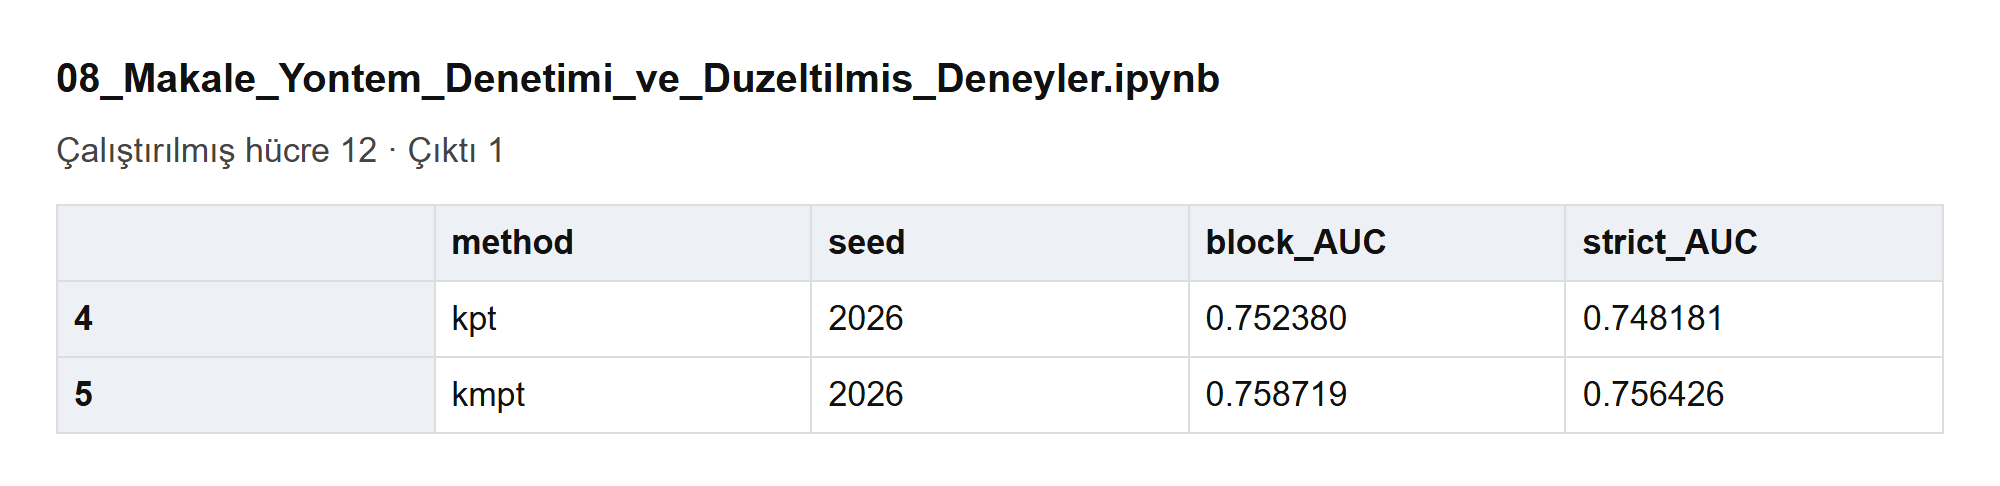 08_Makale_Yontem_Denetimi_ve_Duzeltilmis_Deneyler.ipynb
Çalıştırılmış hücre 12 · Çıktı 1
method seed block_AUC strict_AUC
4 kpt 2026 0.752380 0.748181
5 kmpt 2026 0.758719 0.756426